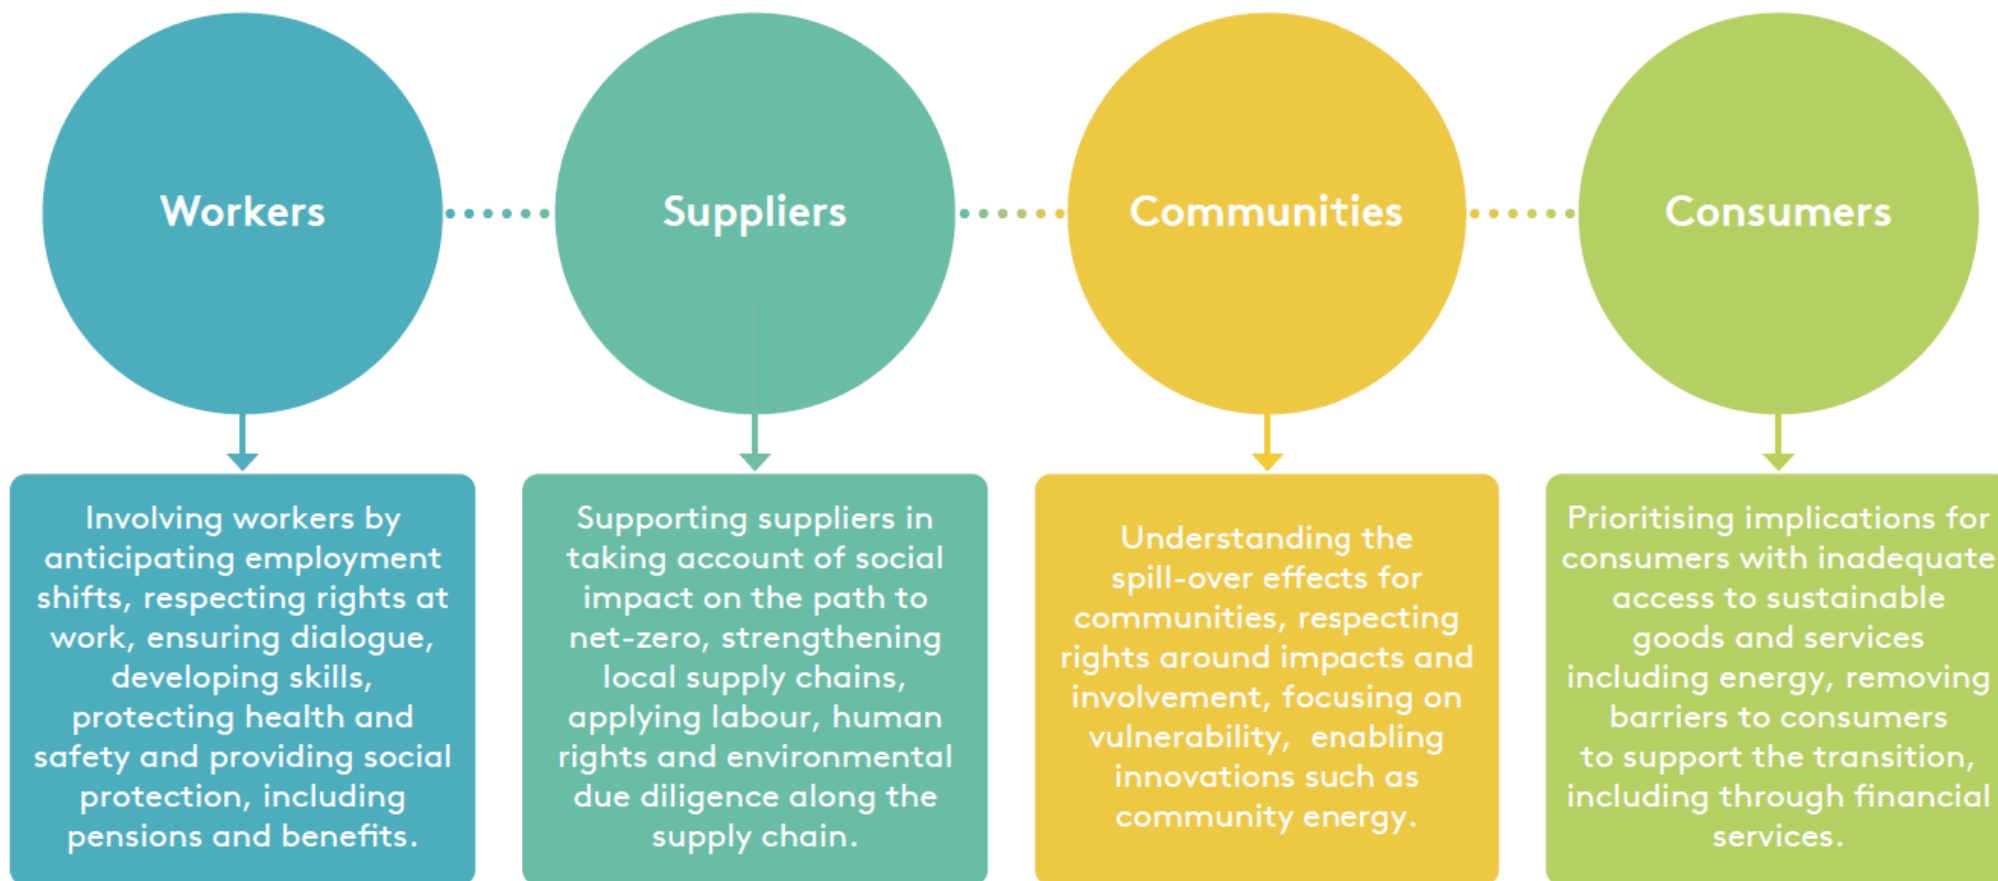 Workers
Suppliers
Communities
Consumers
Involving workers by
anticipating employment
shifts, respecting rights at
work, ensuring dialogue,
developing skills,
protecting health and
safety and providing social
protection, including
pensions and benefits.
Supporting suppliers in
taking account of social
impact on the path to
net-zero, strengthening
local supply chains,
applying labour, human
rights and environmental
due diligence along the
supply chain.
Understanding the
spill-over effects for
communities, respecting
rights around impacts and
involvement, focusing on
vulnerability, enabling
innovations such as
community energy.
Prioritising implications for
consumers with inadequate
access to sustainable
goods and services
including energy, removing
barriers to consumers
to support the transition,
including through financial
services.